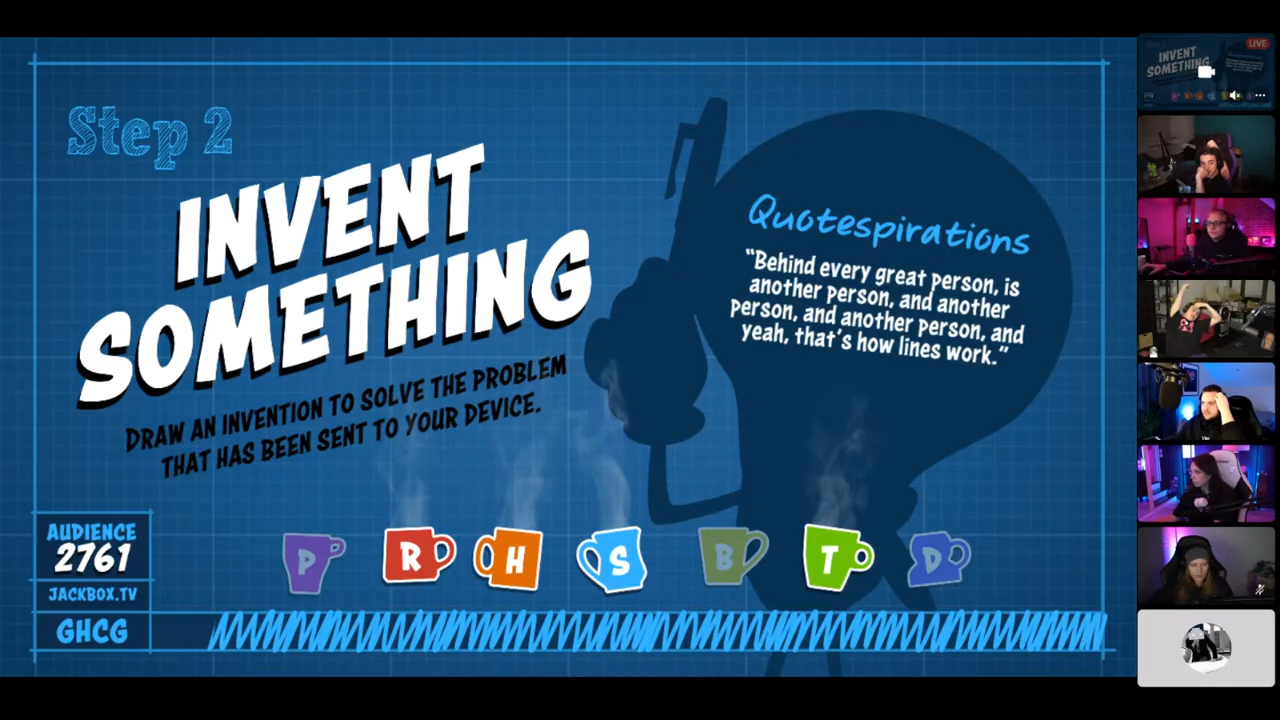 Step 2
INVENT
SOMETHING
DRAW AN INVENTION TO SOLVE THE PROBLEM
THAT HAS BEEN SENT TO YOUR DEVICE.
Quotespirations
"Behind every great person, is
another person, and another
person, and another person, and
yeah, that's how lines work."
AUDIENCE
2761
JACKBOX.TV
GHCG
P R H S B T D
LIVE
INVENT
SOMETHING